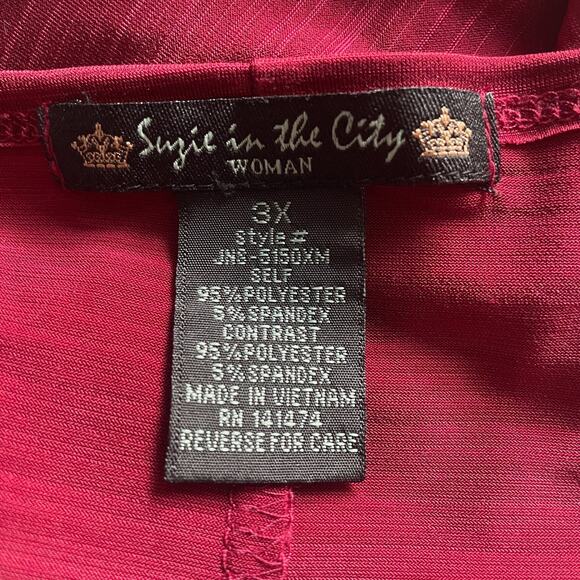 Suzie in the City
WOMAN
3X
Style #
JNS-5150XM
SELF
95%POLYESTER
5%SPANDEX
CONTRAST
95%POLYESTER
5%SPANDEX
MADE IN VIETNAM
RN 141474
REVERSE FOR CARE